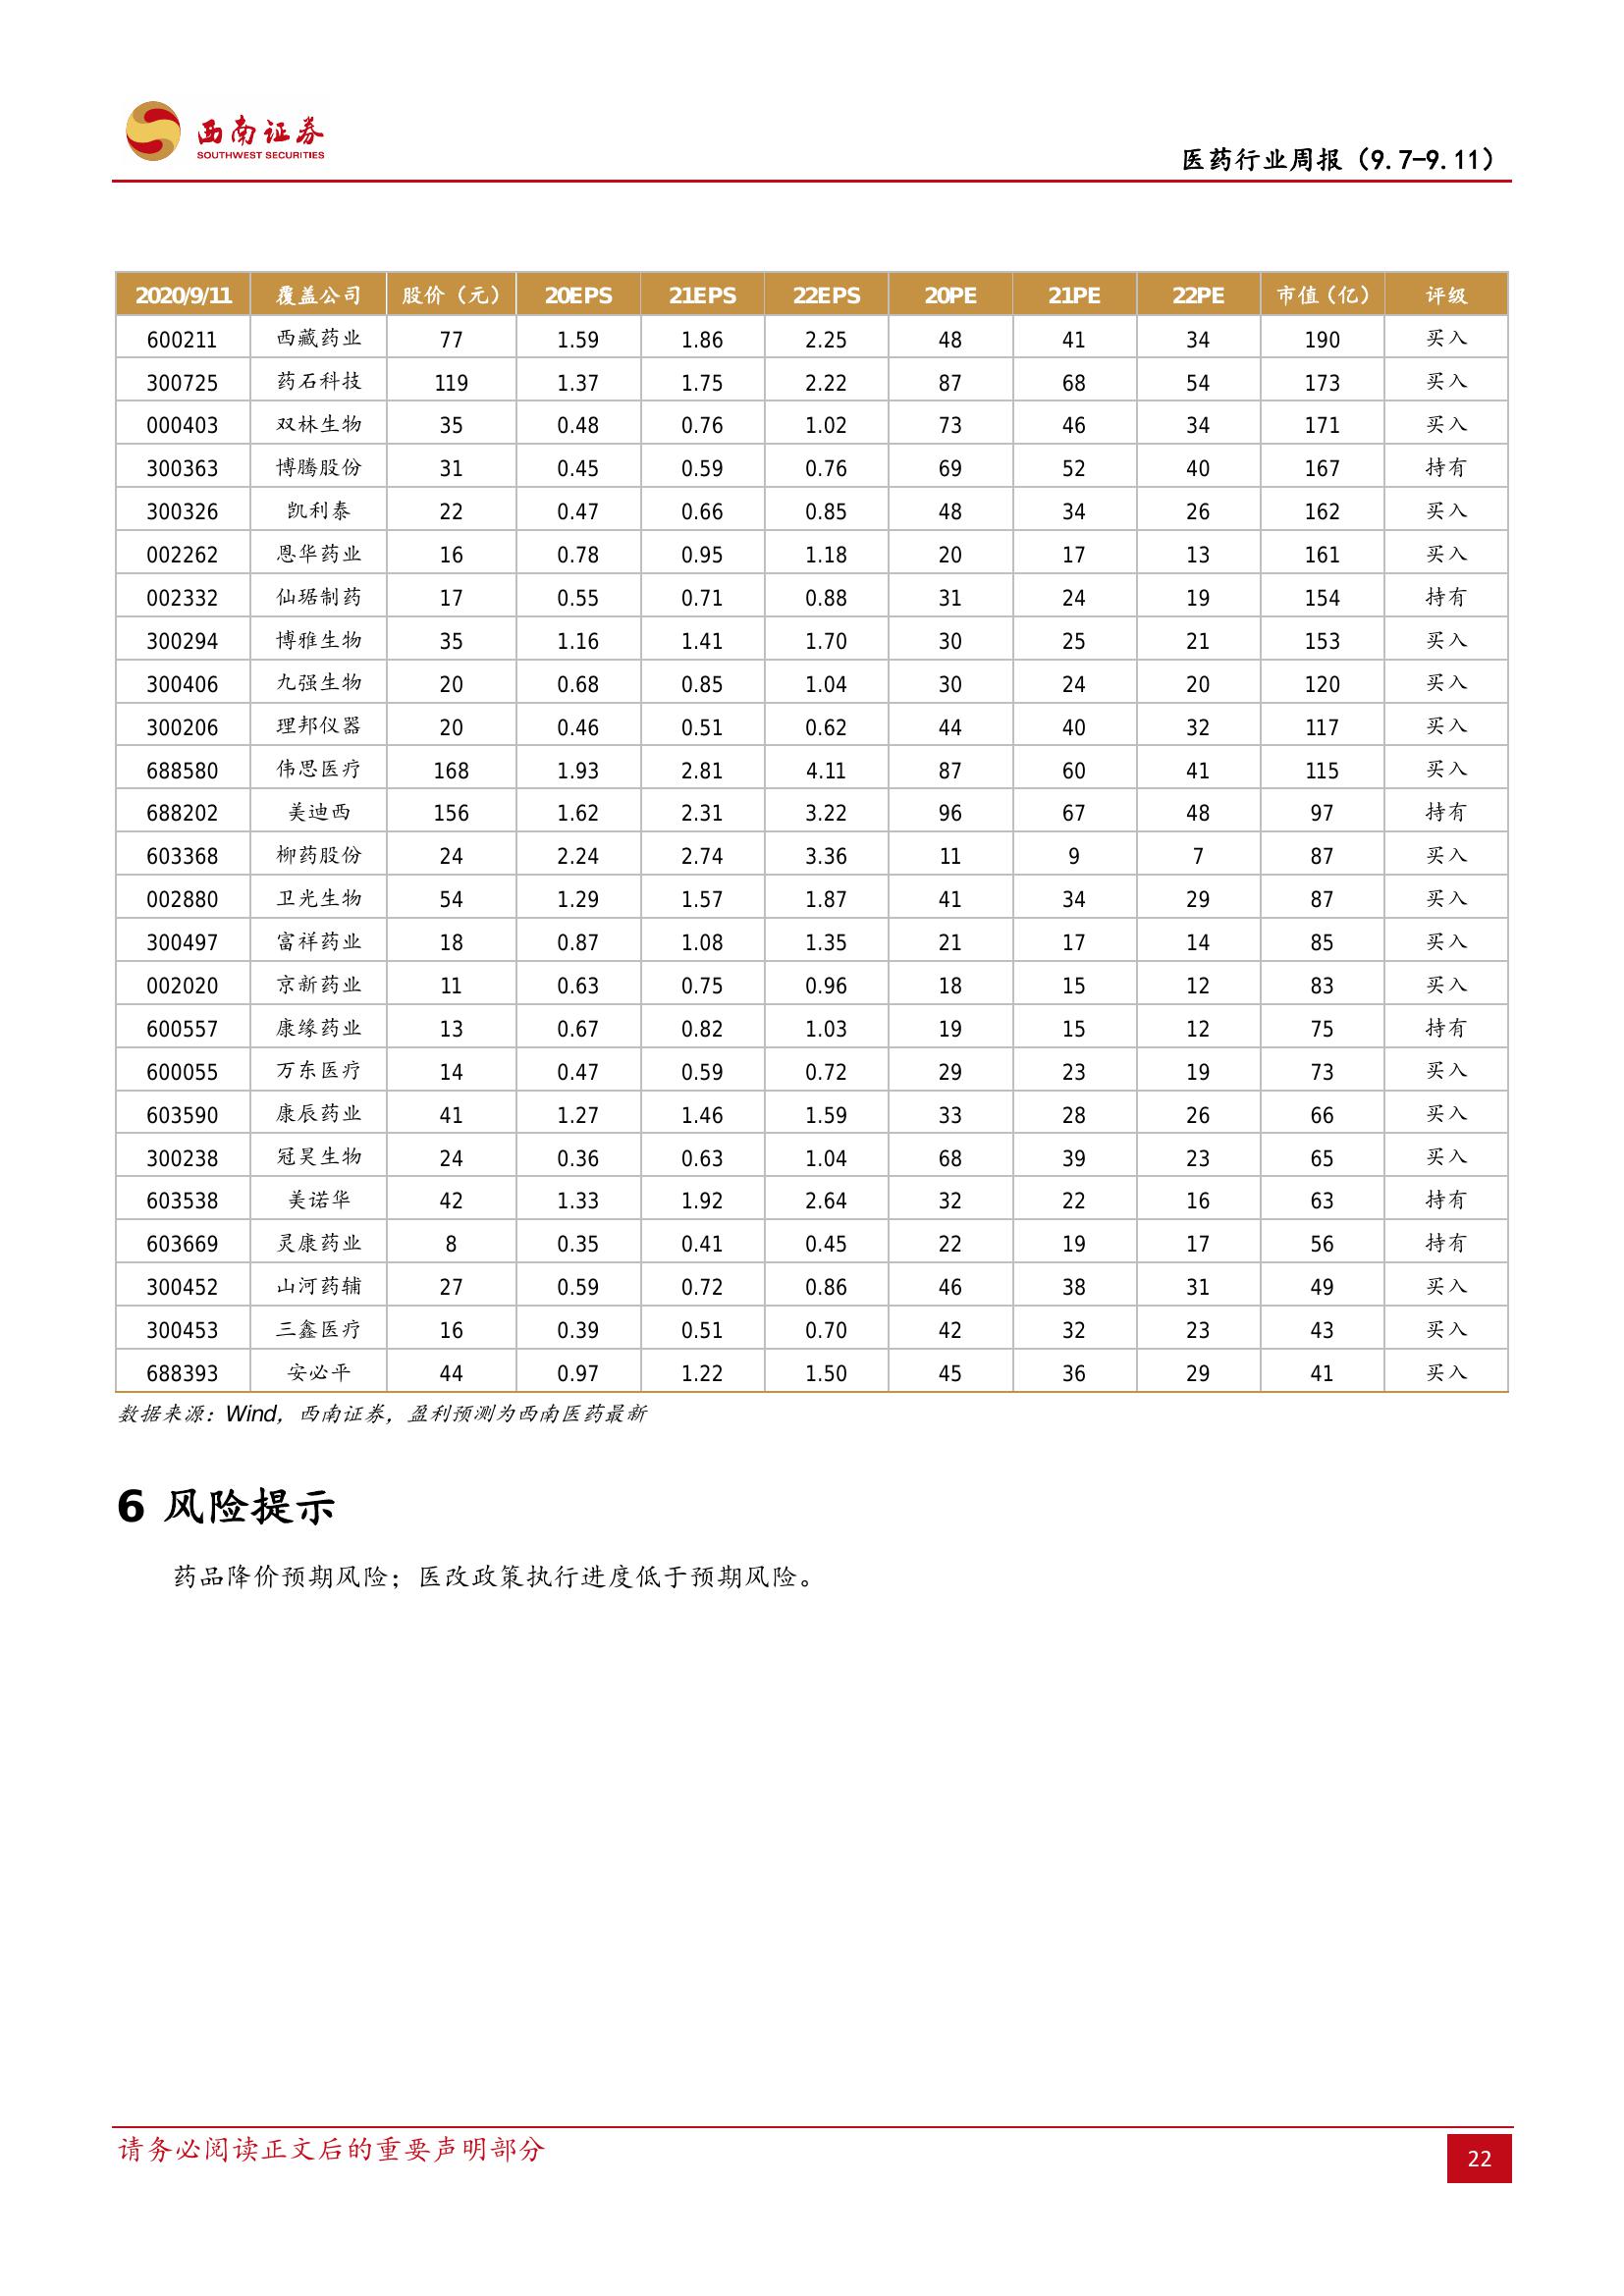 西南证券
SOUTHWEST SECURITIES
医药行业周报（9.7-9.11）
2020/9/11 覆盖公司 股价（元） 20EPS 21EPS 22EPS 20PE 21PE 22PE 市值（亿） 评级
600211 西藏药业 77 1.59 1.86 2.25 48 41 34 190 买入
300725 药石科技 119 1.37 1.75 2.22 87 68 54 173 买入
000403 双林生物 35 0.48 0.76 1.02 73 46 34 171 买入
300363 博腾股份 31 0.45 0.59 0.76 69 52 40 167 持有
300326 凯利泰 22 0.47 0.66 0.85 48 34 26 162 买入
002262 恩华药业 16 0.78 0.95 1.18 20 17 13 161 买入
002332 仙琚制药 17 0.55 0.71 0.88 31 24 19 154 持有
300294 博雅生物 35 1.16 1.41 1.70 30 25 21 153 买入
300406 九强生物 20 0.68 0.85 1.04 30 24 20 120 买入
300206 理邦仪器 20 0.46 0.51 0.62 44 40 32 117 买入
688580 伟思医疗 168 1.93 2.81 4.11 87 60 41 115 买入
688202 美迪西 156 1.62 2.31 3.22 96 67 48 97 持有
603368 柳药股份 24 2.24 2.74 3.36 11 9 7 87 买入
002880 卫光生物 54 1.29 1.57 1.87 41 34 29 87 买入
300497 富祥药业 18 0.87 1.08 1.35 21 17 14 85 买入
002020 京新药业 11 0.63 0.75 0.96 18 15 12 83 买入
600557 康缘药业 13 0.67 0.82 1.03 19 15 12 75 持有
600055 万东医疗 14 0.47 0.59 0.72 29 23 19 73 买入
603590 康辰药业 41 1.27 1.46 1.59 33 28 26 66 买入
300238 冠昊生物 24 0.36 0.63 1.04 68 39 23 65 买入
603538 美诺华 42 1.33 1.92 2.64 32 22 16 63 持有
603669 灵康药业 8 0.35 0.41 0.45 22 19 17 56 持有
300452 山河药辅 27 0.59 0.72 0.86 46 38 31 49 买入
300453 三鑫医疗 16 0.39 0.51 0.70 42 32 23 43 买入
688393 安必平 44 0.97 1.22 1.50 45 36 29 41 买入
数据来源：Wind，西南证券，盈利预测为西南医药最新
6 风险提示
药品降价预期风险；医改政策执行进度低于预期风险。
请务必阅读正文后的重要声明部分
22